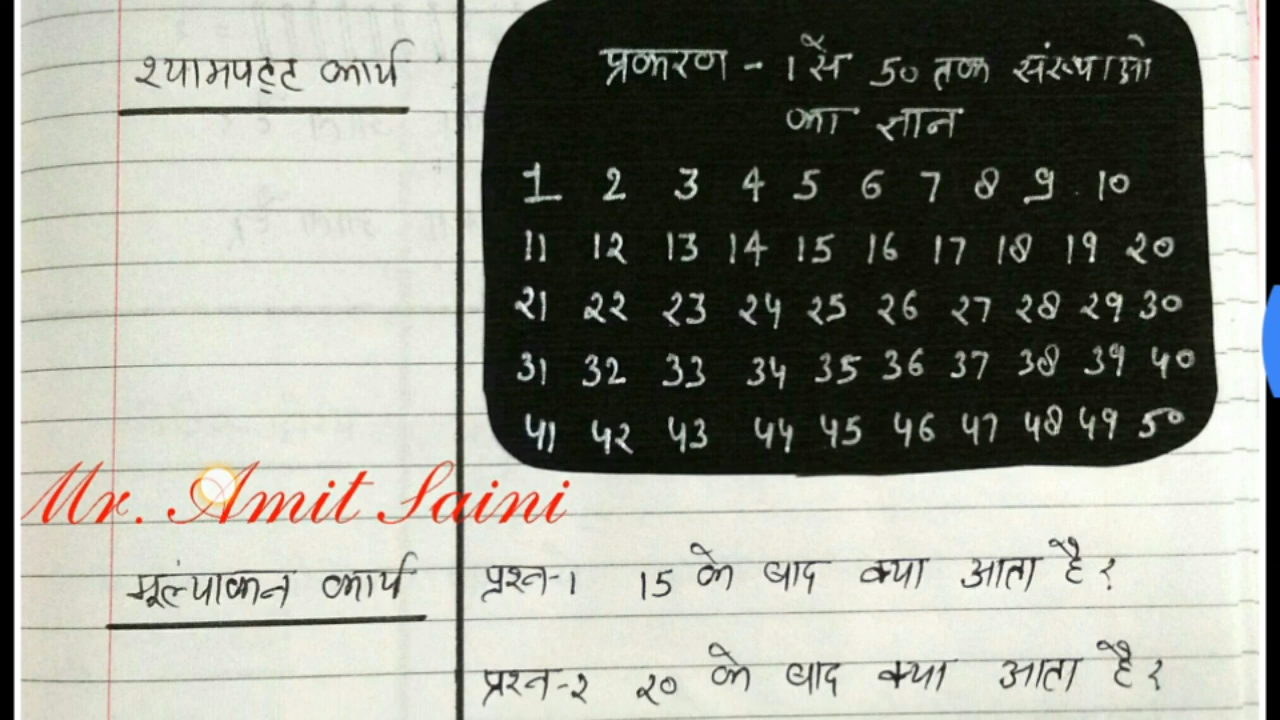 श्यामपट्ट कार्य
प्रकरण - 1 से 50 तक संख्याओ
का ज्ञान
1 2 3 4 5 6 7 8 9 10
11 12 13 14 15 16 17 18 19 20
21 22 23 24 25 26 27 28 29 30
31 32 33 34 35 36 37 38 39 40
41 42 43 44 45 46 47 48 49 50
Mr. Amit Saini
मूल्यांकन कार्य
प्रश्न-1 15 के बाद क्या आता है?
प्रश्न-2 20 के बाद क्या आता है?